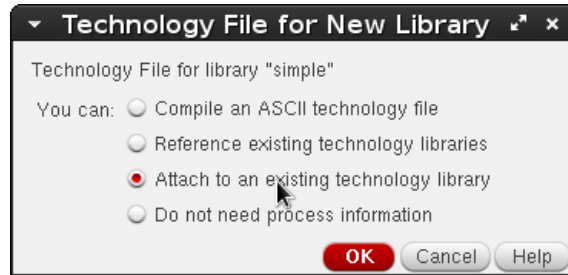 Technology File for New Library
Technology File for library "simple"
You can: Compile an ASCII technology file
Reference existing technology libraries
Attach to an existing technology library
Do not need process information
OK Cancel Help